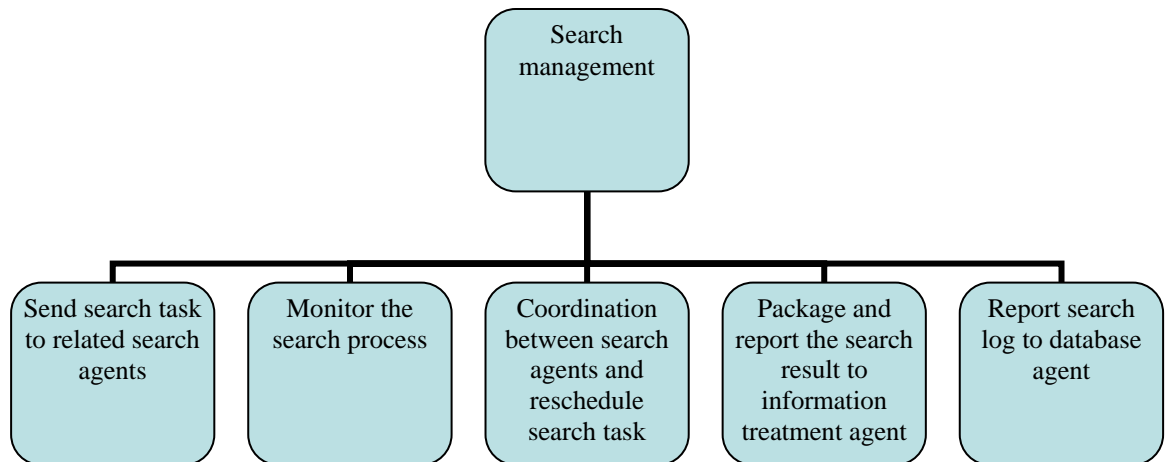 Search
management
Send search task
to related search
agents
Monitor the
search process
Coordination
between search
agents and
reschedule
search task
Package and
report the search
result to
information
treatment agent
Report search
log to database
agent